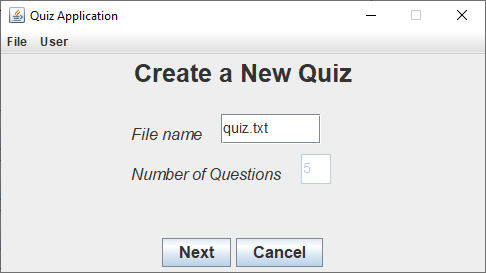 Quiz Application
File User
Create a New Quiz
File name quiz.txt
Number of Questions 5
Next Cancel